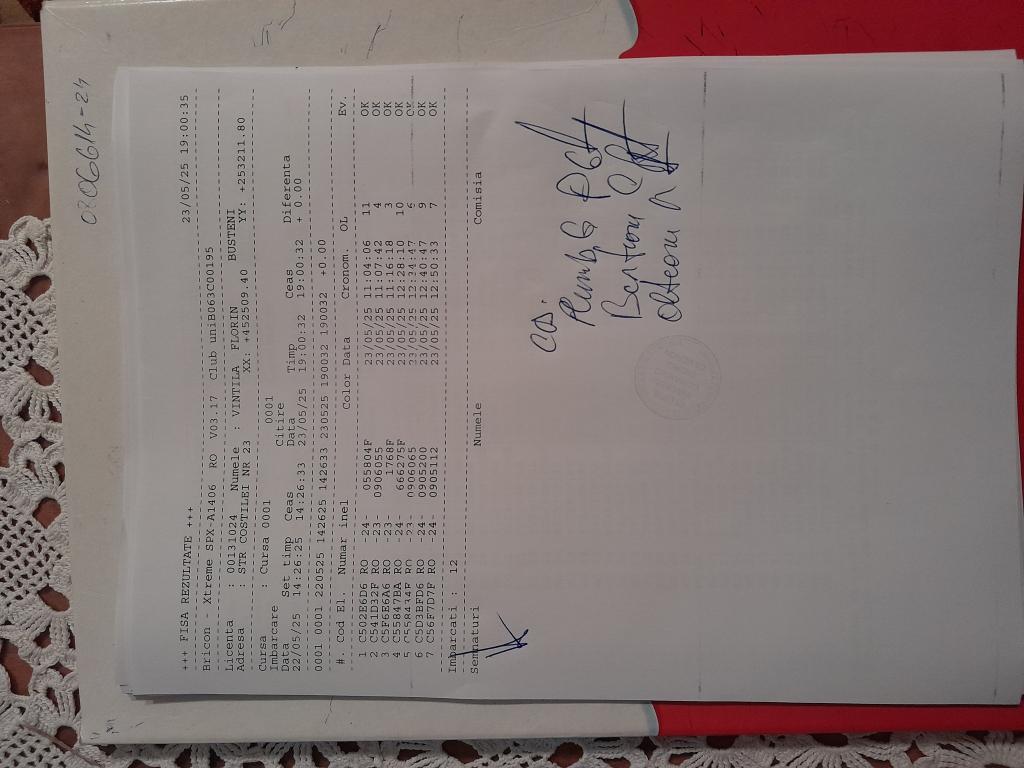 080664-24
+++ FISA REZULTATE +++ 23/05/25 19:00:35
Bricon - Xtreme SPX-A1406 RO V03.17 Club uniB063C00195
Licenta : 00131024 Numele : VINTILA FLORIN BUSTENI
Adresa : STR COSTILEI NR 23 XX: +452509.40 YY: +253211.80
Cursa : Cursa 0001 0001
Imbarcare Citire
Data Set timp Ceas Data Timp Ceas Diferenta
22/05/25 14:26:25 14:26:33 23/05/25 19:00:32 19:00:32 + 0.00
0001 0001 220525 142625 142633 230525 190032 190032 +0.00
#. Cod El. Numar inel Color Data Cronom. OL Ev.
1 C502E6D6 RO -24- 055804F 23/05/25 11:04:06 11 OK
2 C541D32F RO -23- 0906055 23/05/25 11:07:42 4 OK
3 C5F6E6A6 RO -23- 1768F 23/05/25 11:16:18 3 OK
4 C55847BA RO -24- 666275F 23/05/25 12:28:10 10 OK
5 RO -23- 0906065 23/05/25 12:34:47 6 OK
6 C5D3BFD6 RO -24- 0905200 23/05/25 12:40:47 9 OK
7 C56F7D7F RO -24- 0905112 23/05/25 12:50:33 7 OK
Imbarcati : 12
Semnaturi Numele Comisia